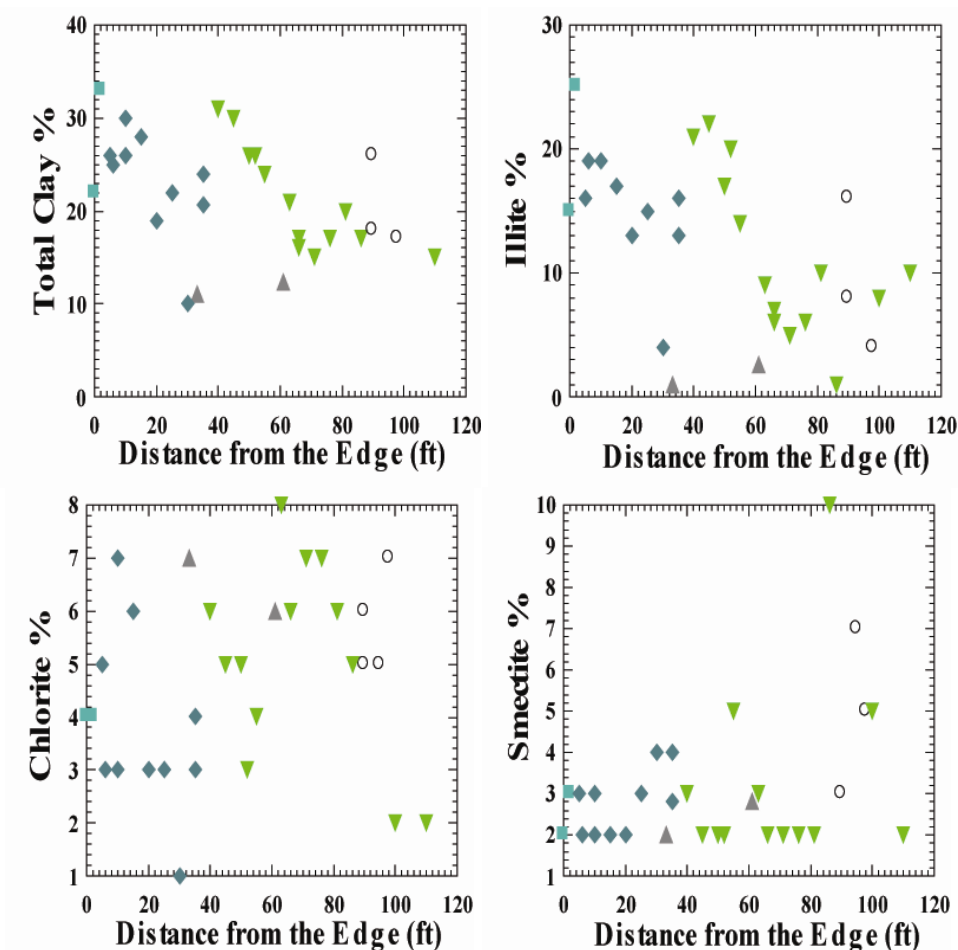 40
30
20
10
0
Total Clay %
0 20 40 60 80 100 120
Distance from the Edge (ft)
30
20
10
0
Illite %
0 20 40 60 80 100 120
Distance from the Edge (ft)
8
7
6
5
4
3
2
1
Chlorite %
0 20 40 60 80 100 120
Distance from the Edge (ft)
10
9
8
7
6
5
4
3
2
1
Smectite %
0 20 40 60 80 100 120
Distance from the Edge (ft)